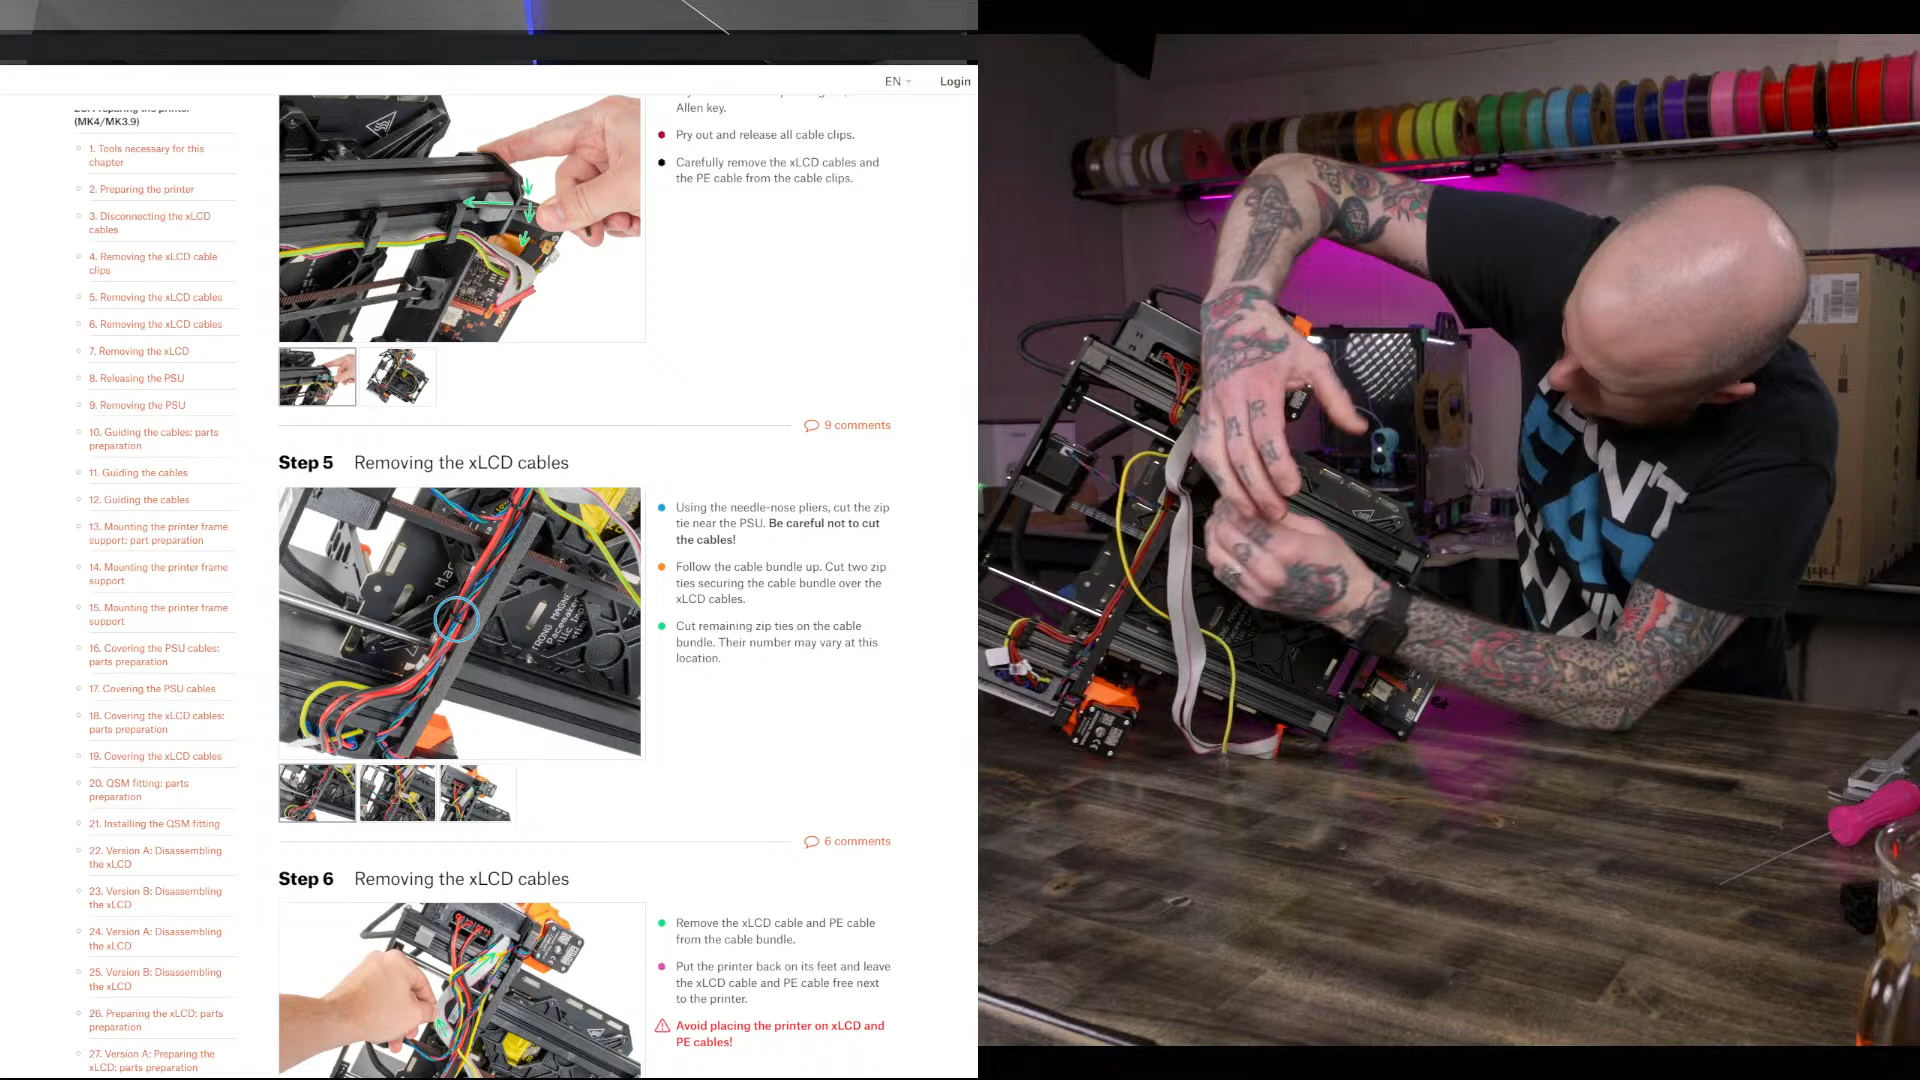 EN
Login
(MK4/MK3.9)
1. Tools necessary for this
chapter
2. Preparing the printer
3. Disconnecting the xLCD
cables
4. Removing the xLCD cable
clips
5. Removing the xLCD cables
6. Removing the xLCD cables
7. Removing the xLCD
8. Releasing the PSU
9. Removing the PSU
10. Guiding the cables: parts
preparation
11. Guiding the cables
12. Guiding the cables
13. Mounting the printer frame
support: part preparation
14. Mounting the printer frame
support
15. Mounting the printer frame
support
16. Covering the PSU cables:
parts preparation
17. Covering the PSU cables
18. Covering the xLCD cables:
parts preparation
19. Covering the xLCD cables
20. QSM fitting: parts
preparation
21. Installing the QSM fitting
22. Version A: Disassembling
the xLCD
23. Version B: Disassembling
the xLCD
24. Version A: Disassembling
the xLCD
25. Version B: Disassembling
the xLCD
26. Preparing the xLCD: parts
preparation
27. Version A: Preparing the
xLCD: parts preparation
Allen key.
Pry out and release all cable clips.
Carefully remove the xLCD cables and
the PE cable from the cable clips.
9 comments
Step 5 Removing the xLCD cables
Using the needle-nose pliers, cut the zip
tie near the PSU. Be careful not to cut
the cables!
Follow the cable bundle up. Cut two zip
ties securing the cable bundle over the
xLCD cables.
Cut remaining zip ties on the cable
bundle. Their number may vary at this
location.
6 comments
Step 6 Removing the xLCD cables
Remove the xLCD cable and PE cable
from the cable bundle.
Put the printer back on its feet and leave
the xLCD cable and PE cable free next
to the printer.
Avoid placing the printer on xLCD and
PE cables!